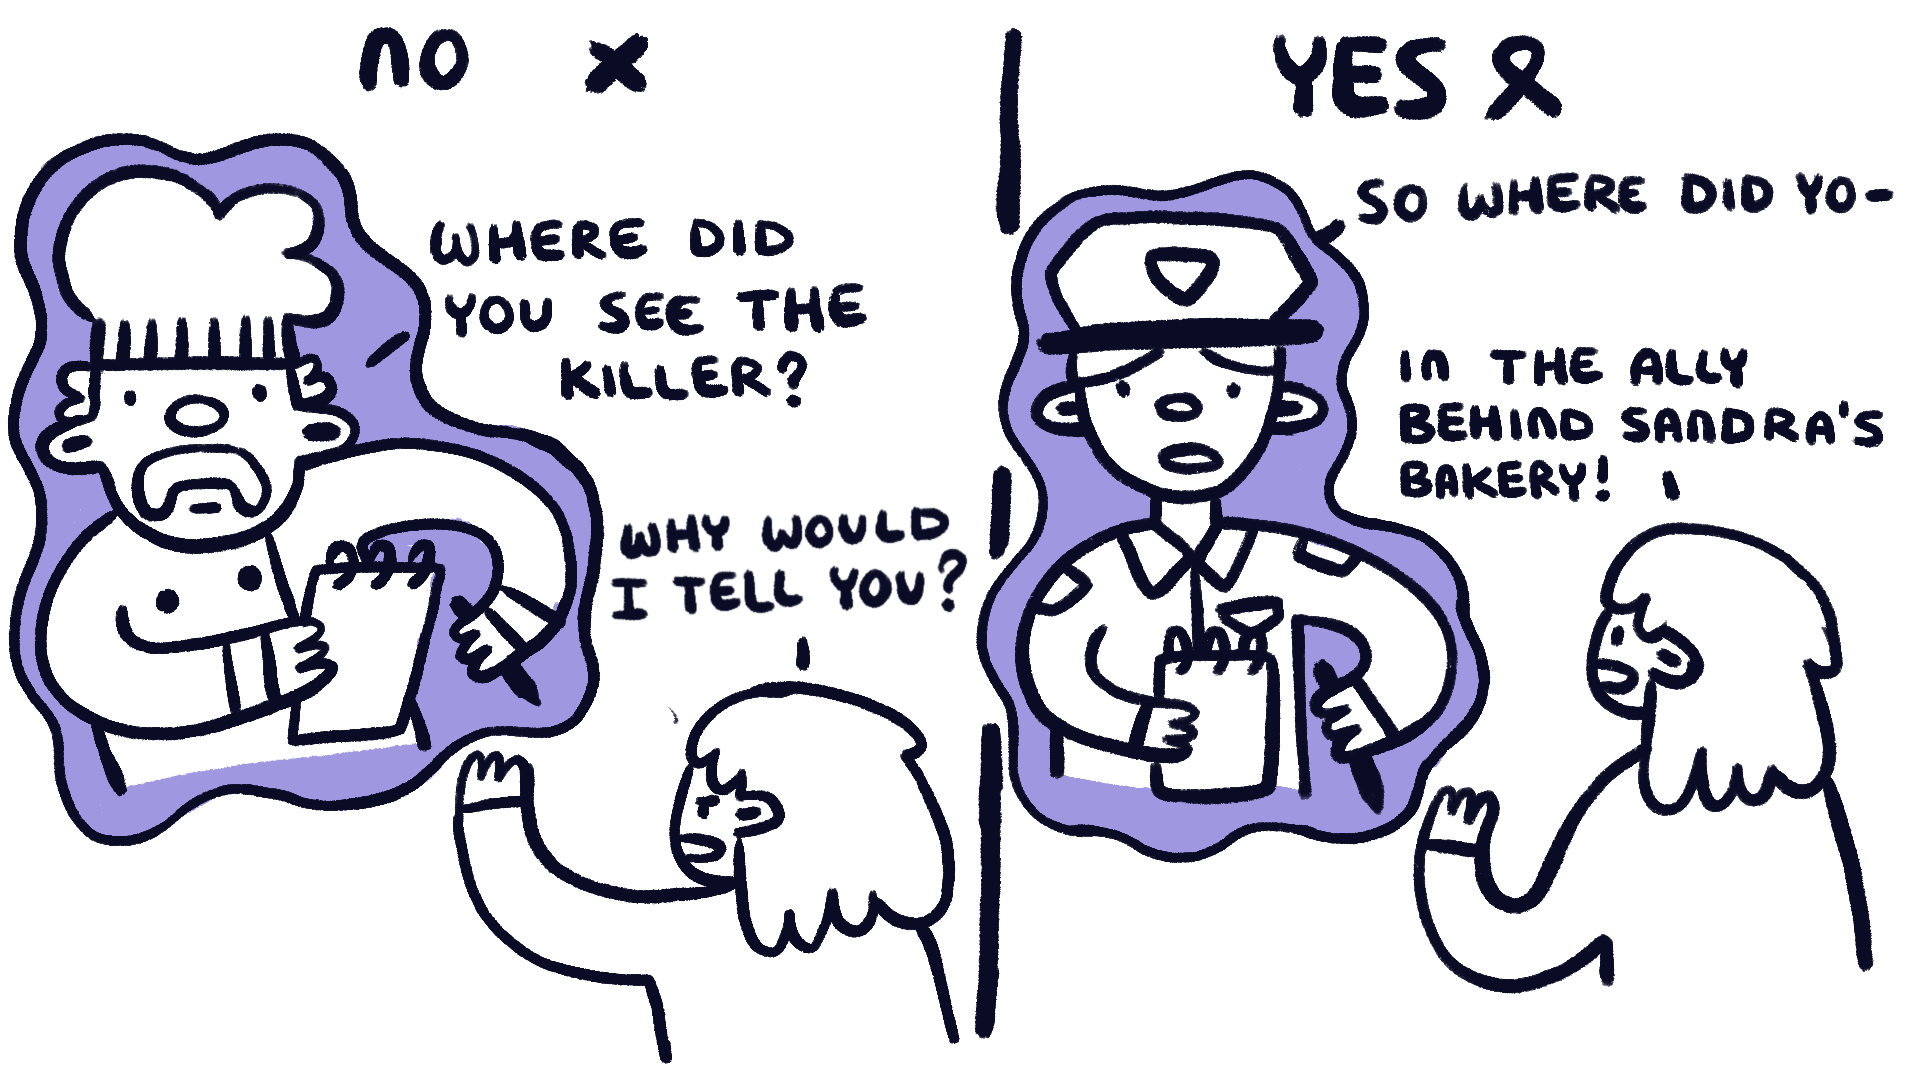 NO
WHERE DID
YOU SEE THE
KILLER?
WHY WOULD
I TELL YOU?
YES
SO WHERE DID YO-
IN THE ALLY
BEHIND SANDRA'S
BAKERY!